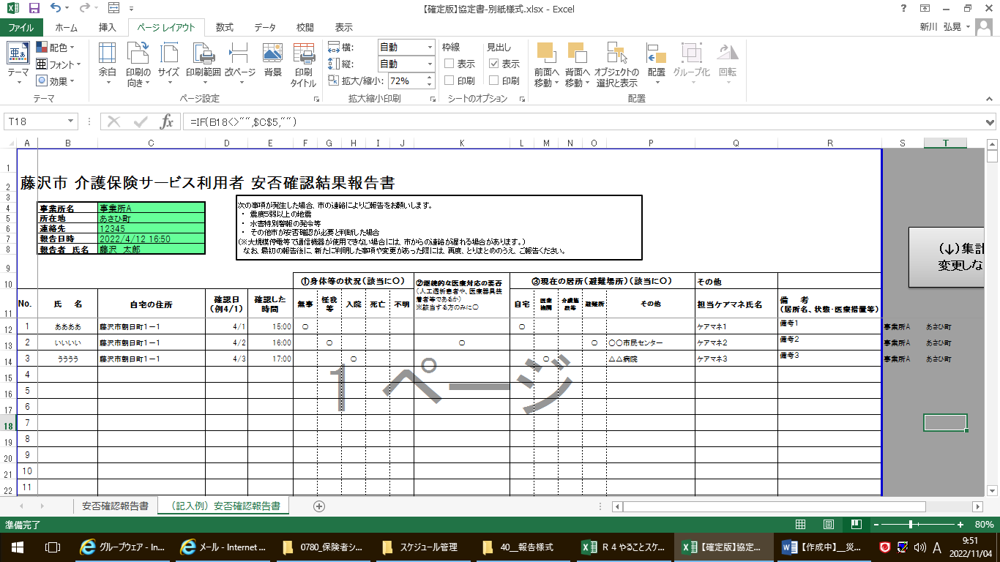 【確定版】協定書-別紙様式.xlsx - Excel
ファイル ホーム 挿入 ページ レイアウト 数式 データ 校閲 表示 新川 弘晃
横: 自動 枠線 見出し
縦: 自動 表示 表示
拡大/縮小: 72% 印刷 印刷
亜
配色
フォント
効果
テーマ 余白 印刷の向き サイズ 印刷範囲 改ページ 背景 印刷タイトル 前面へ移動 背面へ移動 オブジェクトの選択と表示 配置 グループ化 回転
テーマ ページ設定 拡大縮小印刷 シートのオプション 配置
T18 fx =IF(B18<>"",$C$5,"")
A B C D E F G H I J K L M N O P Q R S T
1
2 藤沢市 介護保険サービス利用者 安否確認結果報告書
3
4 事業所名 事業所A
5 所在地 あさひ町
6 連絡先 12345
7 報告日時 2022/4/12 16:50
8 報告者 氏名 藤沢 太郎
次の事項が発生した場合、市の連絡によりご報告をお願いします。
・ 震度5弱以上の地震
・ 水害特別警報の発令等
・ その他市が安否確認が必要と判断した場合
(※大規模停電等で通信機器が使用できない場合には、市からの連絡が遅れる場合があります。)
なお、最初の報告後に、新たに判明した事項や変更があった際には、再度、とりまとめのうえ、ご報告ください。
(↓)集計
変更しな
9
10 ①身体等の状況(該当に○) ②継続的な医療対応の要否 ③現在の居所(避難場所)(該当に○) その他
(人工透析患者や、医療器具装
着者等であるか)
※該当する方のみに○
11 No. 氏 名 自宅の住所 確認日(例4/1) 確認した時間 無事 怪我等 入院 死亡 不明 自宅 医療機関 介護施設等 避難所 その他 担当ケアマネ氏名 備 考(居所名、状態・医療措置等)
12 1 ああああ 藤沢市朝日町1－1 4/1 15:00 ○ ○ ケアマネ1 備考1 事業所A あさひ町
13 2 いいいい 藤沢市朝日町1－1 4/2 16:00 ○ ○ ○ ○○市民センター ケアマネ2 備考2 事業所A あさひ町
14 3 うううう 藤沢市朝日町1－1 4/3 17:00 ○ ○ △△病院 ケアマネ3 備考3 事業所A あさひ町
1 ページ
15 4
16 5
17 6
18 7
19 8
20 9
21 10
22 11
安否確認報告書 （記入例）安否確認報告書
準備完了 80%
グループウェア - In... メール - Internet ... 0780_保険者シ... スケジュール管理 40__報告様式 Ｒ４やることスケ... 【確定版】協定... 【作成中】__災... A 9:51
2022/11/04